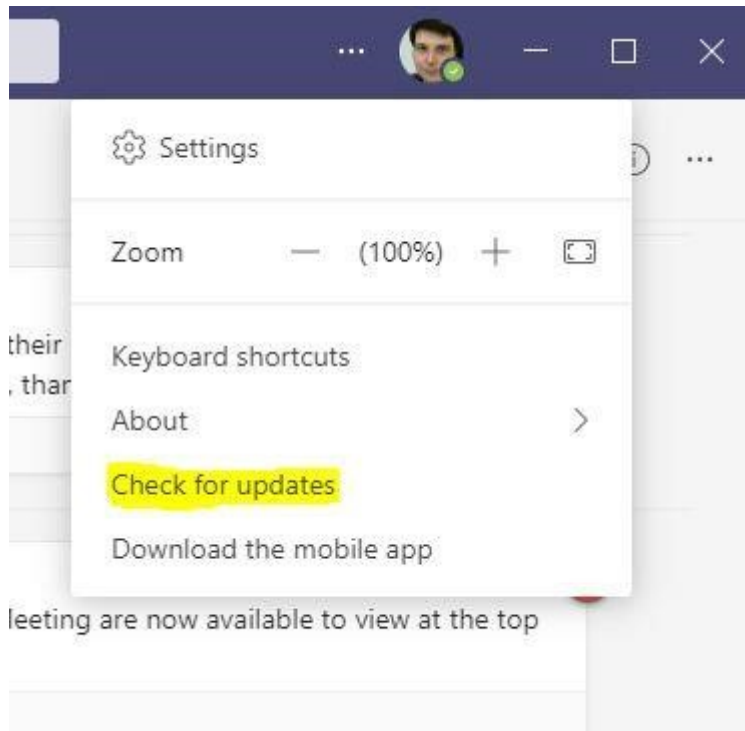 Settings
Zoom — (100%) +
their
Keyboard shortcuts
, than
About
Check for updates
Download the mobile app
leeting are now available to view at the top